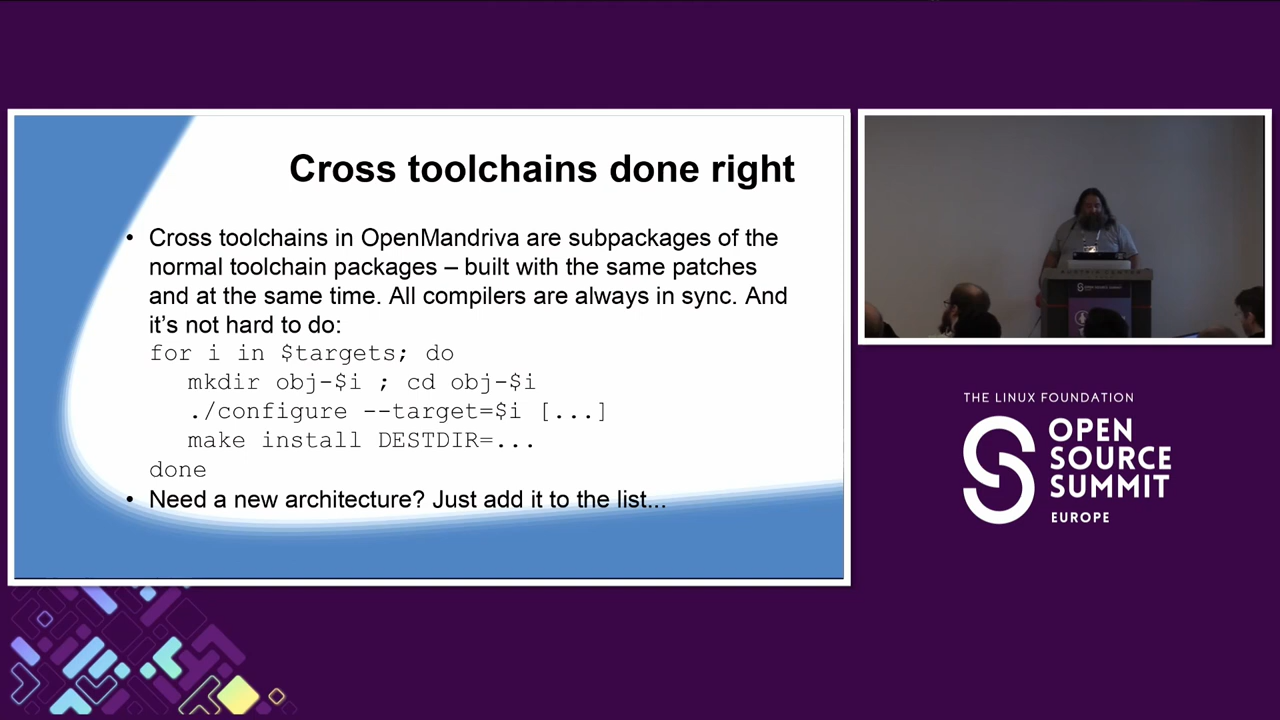 Cross toolchains done right
• Cross toolchains in OpenMandriva are subpackages of the
normal toolchain packages – built with the same patches
and at the same time. All compilers are always in sync. And
it's not hard to do:
for i in $targets; do
mkdir obj-$i ; cd obj-$i
./configure --target=$i [...]
make install DESTDIR=...
done
• Need a new architecture? Just add it to the list...
OPEN SOURCE SUMMIT
THE LINUX FOUNDATION
OPEN
SOURCE
SUMMIT
EUROPE